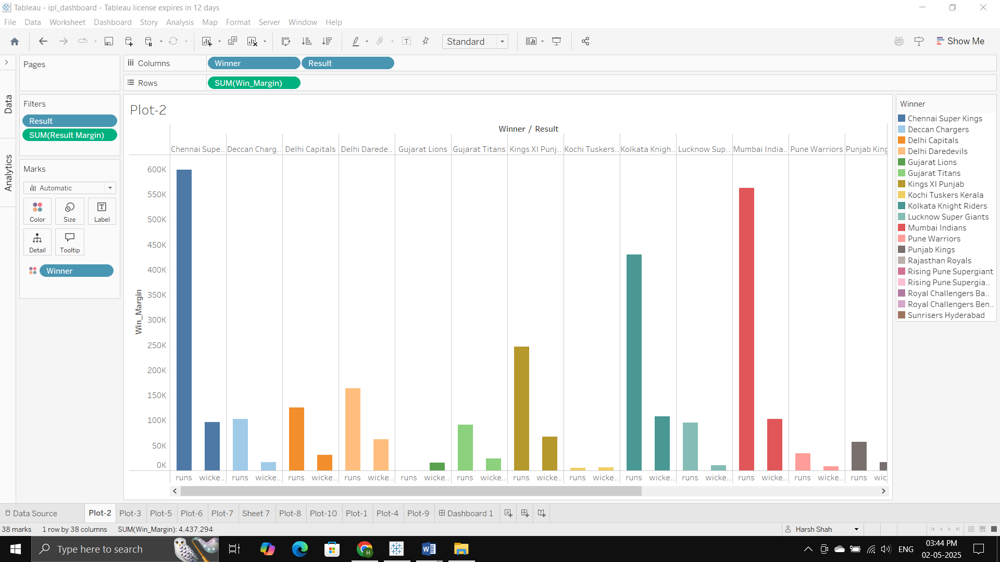 Tableau - ipl_dashboard - Tableau license expires in 12 days
File Data Worksheet Dashboard Story Analysis Map Format Server Window Help
Standard
Show Me
Pages
Columns
Winner
Result
Rows
SUM(Win_Margin)
Data
Analytics
Filters
Result
SUM(Result Margin)
Marks
Automatic
Color Size Label
Detail Tooltip
Winner
Plot-2
Winner / Result
Chennai Supe.. Deccan Charg.. Delhi Capitals Delhi Darede.. Gujarat Lions Gujarat Titans Kings XI Punj.. Kochi Tuskers.. Kolkata Knigh.. Lucknow Sup.. Mumbai India.. Pune Warriors Punjab King
600K
550K
500K
450K
400K
350K
300K
250K
200K
150K
100K
50K
0K
Win_Margin
runs wicke.. runs wicke.. runs wicke.. runs wicke.. runs wicke.. runs wicke.. runs wicke.. runs wicke.. runs wicke.. runs wicke.. runs wicke.. runs wicke.. runs wic
Winner
Chennai Super Kings
Deccan Chargers
Delhi Capitals
Delhi Daredevils
Gujarat Lions
Gujarat Titans
Kings XI Punjab
Kochi Tuskers Kerala
Kolkata Knight Riders
Lucknow Super Giants
Mumbai Indians
Pune Warriors
Punjab Kings
Rajasthan Royals
Rising Pune Supergiant
Rising Pune Supergia..
Royal Challengers Ba..
Royal Challengers Ben..
Sunrisers Hyderabad
Data Source Plot-2 Plot-3 Plot-5 Plot-6 Plot-7 Sheet 7 Plot-8 Plot-10 Plot-1 Plot-4 Plot-9 Dashboard 1
38 marks 1 row by 38 columns SUM(Win_Margin): 4,437,294
Harsh Shah
Type here to search
ENG
03:44 PM
02-05-2025